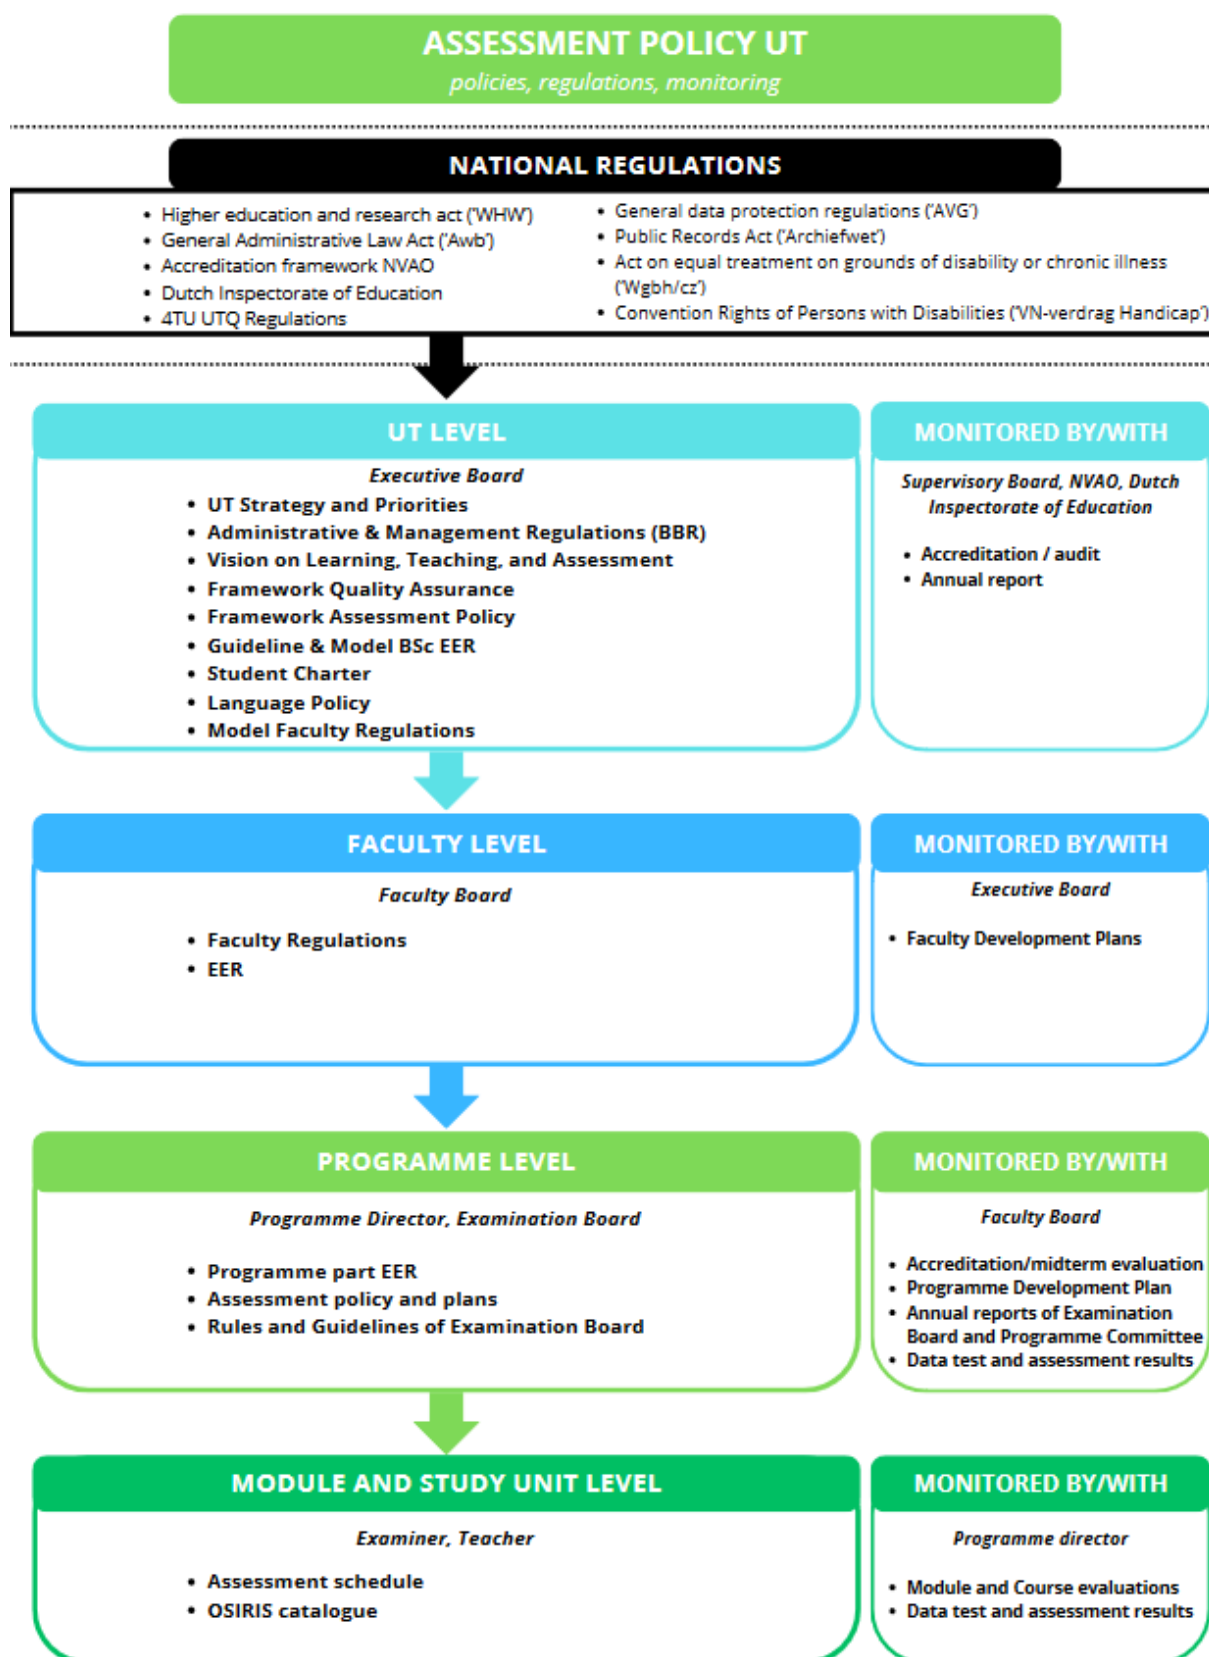 ASSESSMENT POLICY UT
policies, regulations, monitoring
NATIONAL REGULATIONS
• Higher education and research act ('WHW')
• General Administrative Law Act ('Awb')
• Accreditation framework NVAO
• Dutch Inspectorate of Education
• 4TU UTQ Regulations
• General data protection regulations ('AVG')
• Public Records Act ('Archiefwet')
• Act on equal treatment on grounds of disability or chronic illness
('Wgbh/cz')
• Convention Rights of Persons with Disabilities ('VN-verdrag Handicap')
UT LEVEL
Executive Board
• UT Strategy and Priorities
• Administrative & Management Regulations (BBR)
• Vision on Learning, Teaching, and Assessment
• Framework Quality Assurance
• Framework Assessment Policy
• Guideline & Model BSc EER
• Student Charter
• Language Policy
• Model Faculty Regulations
MONITORED BY/WITH
Supervisory Board, NVAO, Dutch
Inspectorate of Education
• Accreditation / audit
• Annual report
FACULTY LEVEL
Faculty Board
• Faculty Regulations
• EER
MONITORED BY/WITH
Executive Board
• Faculty Development Plans
PROGRAMME LEVEL
Programme Director, Examination Board
• Programme part EER
• Assessment policy and plans
• Rules and Guidelines of Examination Board
MONITORED BY/WITH
Faculty Board
• Accreditation/midterm evaluation
• Programme Development Plan
• Annual reports of Examination
Board and Programme Committee
• Data test and assessment results
MODULE AND STUDY UNIT LEVEL
Examiner, Teacher
• Assessment schedule
• OSIRIS catalogue
MONITORED BY/WITH
Programme director
• Module and Course evaluations
• Data test and assessment results